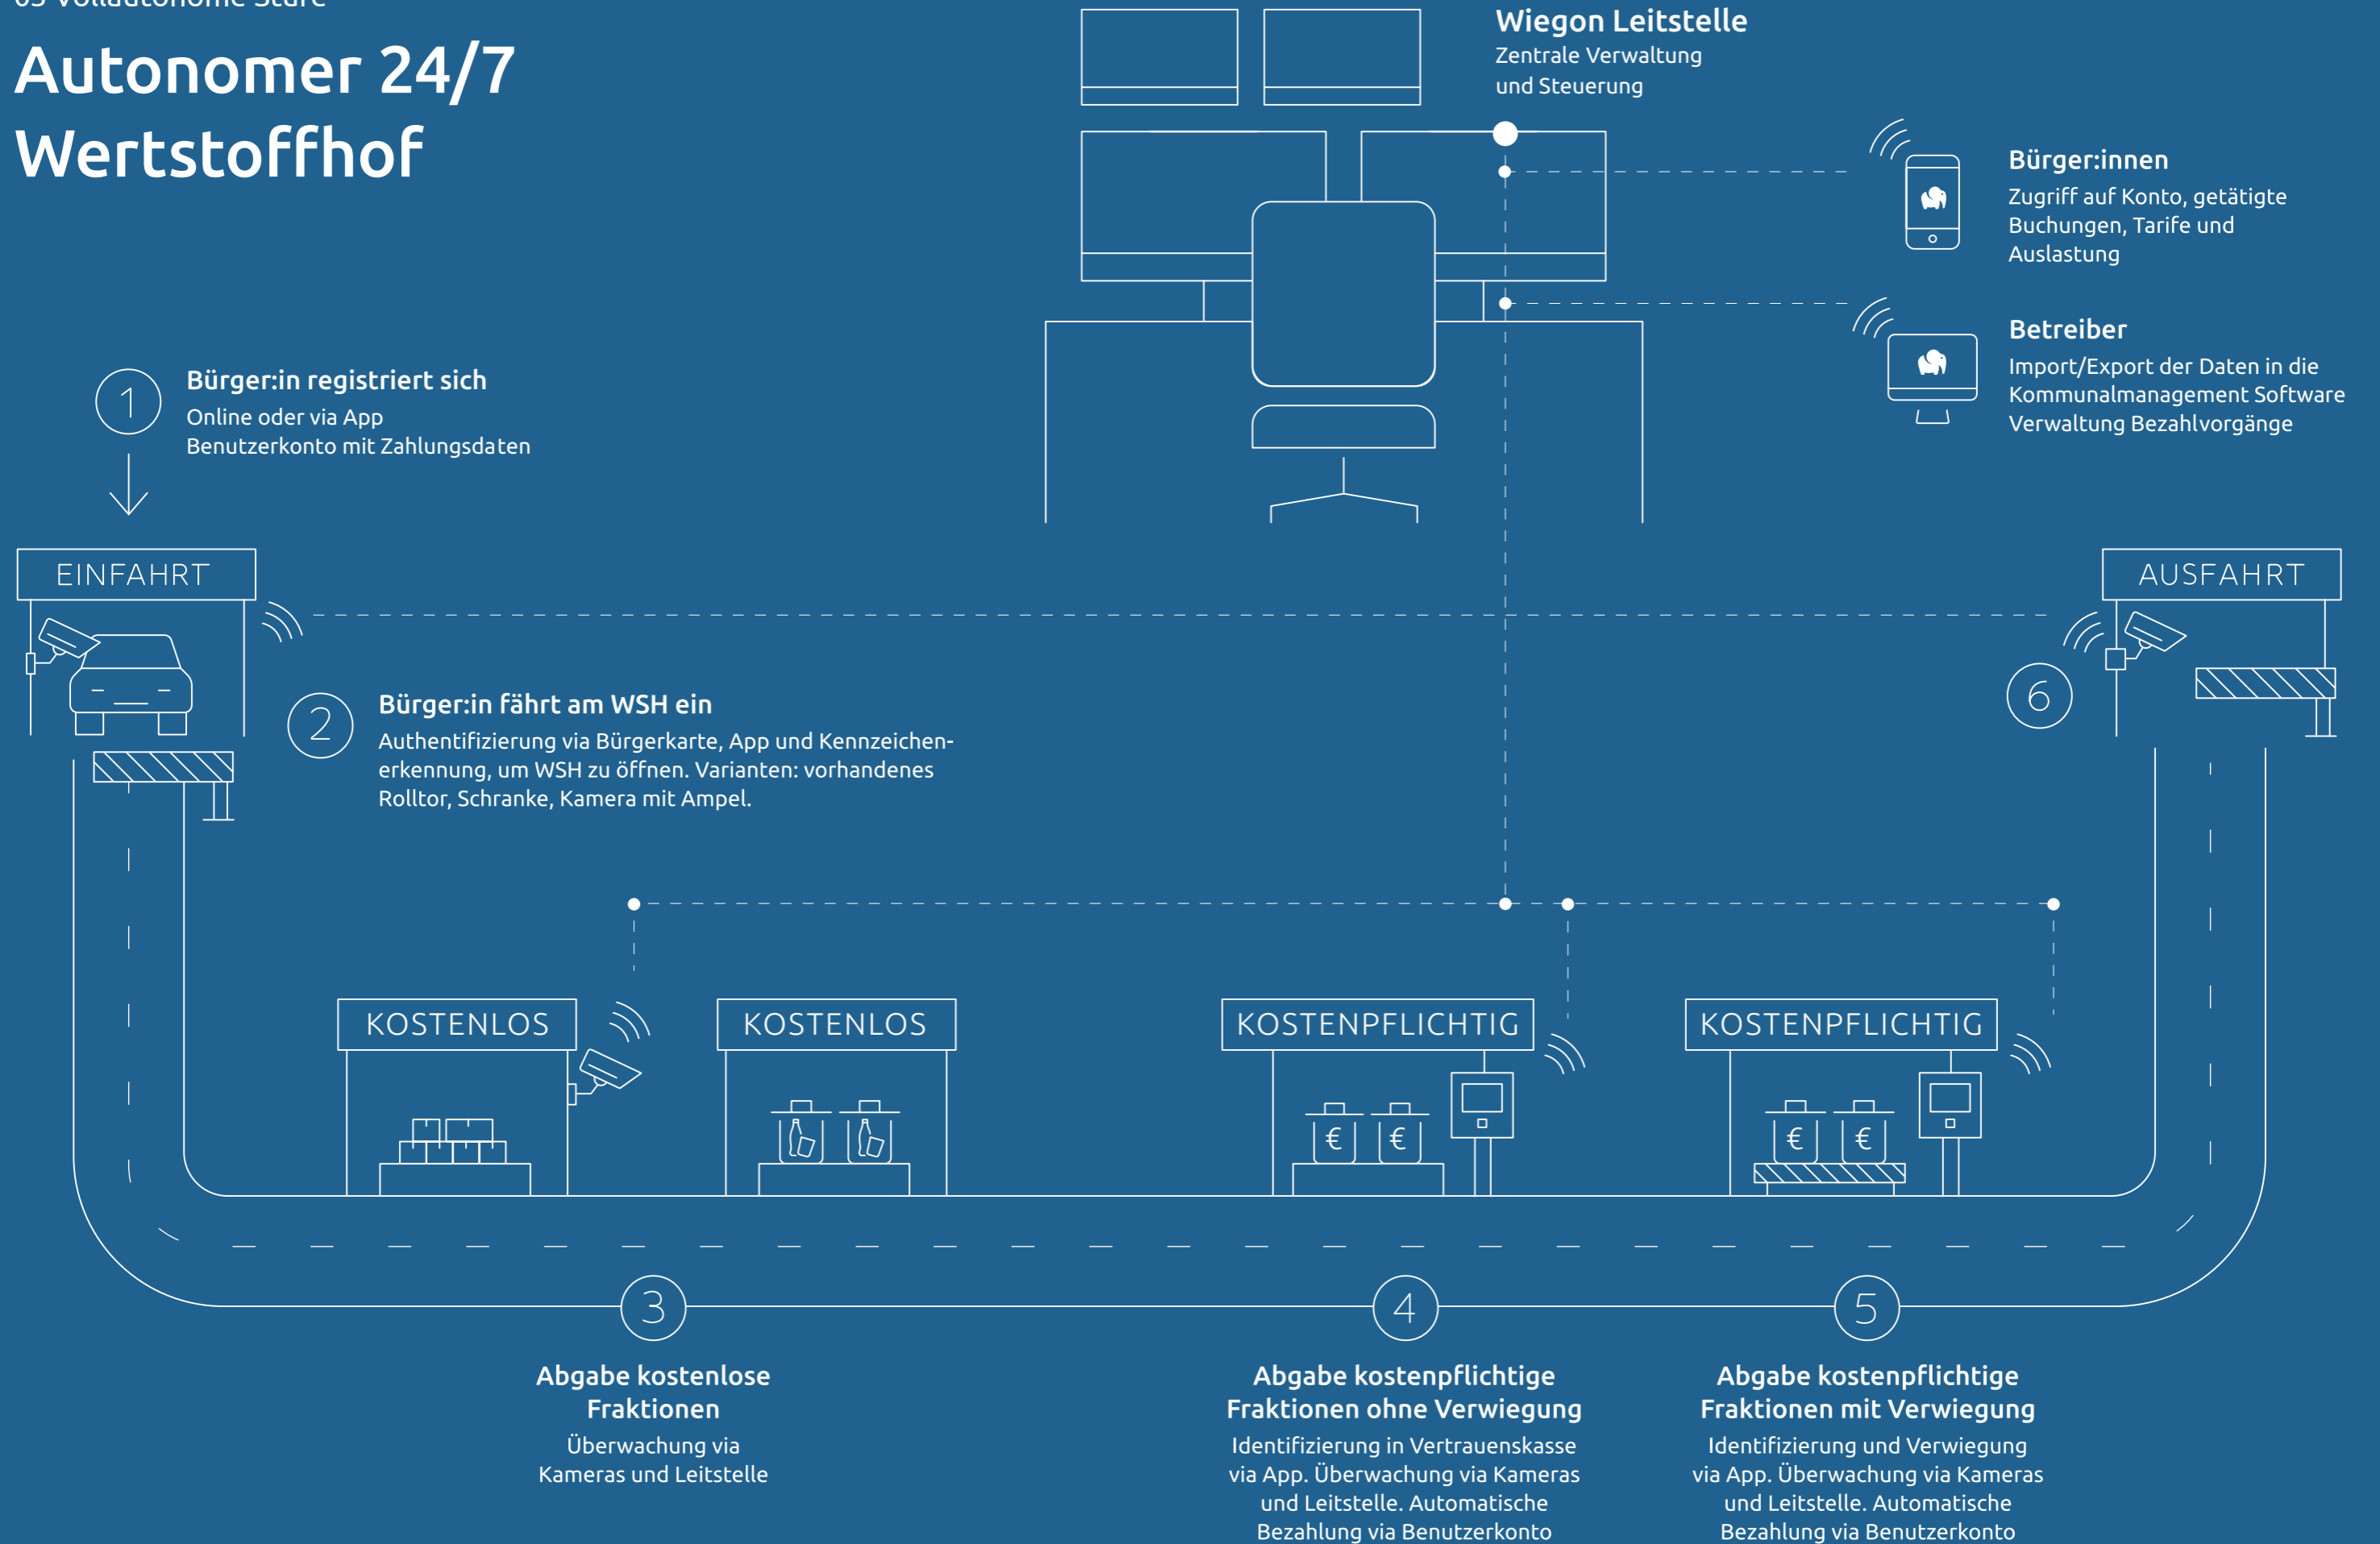 03 Vollautonome Stufe
Autonomer 24/7
Wertstoffhof
Wiegon Leitstelle
Zentrale Verwaltung
und Steuerung
Bürger:innen
Zugriff auf Konto, getätigte
Buchungen, Tarife und
Auslastung
Betreiber
Import/Export der Daten in die
Kommunalmanagement Software
Verwaltung Bezahlvorgänge
1
Bürger:in registriert sich
Online oder via App
Benutzerkonto mit Zahlungsdaten
EINFAHRT
AUSFAHRT
2
Bürger:in fährt am WSH ein
Authentifizierung via Bürgerkarte, App und Kennzeichen-
erkennung, um WSH zu öffnen. Varianten: vorhandenes
Rolltor, Schranke, Kamera mit Ampel.
6
KOSTENLOS
KOSTENLOS
KOSTENPFLICHTIG
KOSTENPFLICHTIG
€ €
€ €
3
Abgabe kostenlose
Fraktionen
Überwachung via
Kameras und Leitstelle
4
Abgabe kostenpflichtige
Fraktionen ohne Verwiegung
Identifizierung in Vertrauenskasse
via App. Überwachung via Kameras
und Leitstelle. Automatische
Bezahlung via Benutzerkonto
5
Abgabe kostenpflichtige
Fraktionen mit Verwiegung
Identifizierung und Verwiegung
via App. Überwachung via Kameras
und Leitstelle. Automatische
Bezahlung via Benutzerkonto